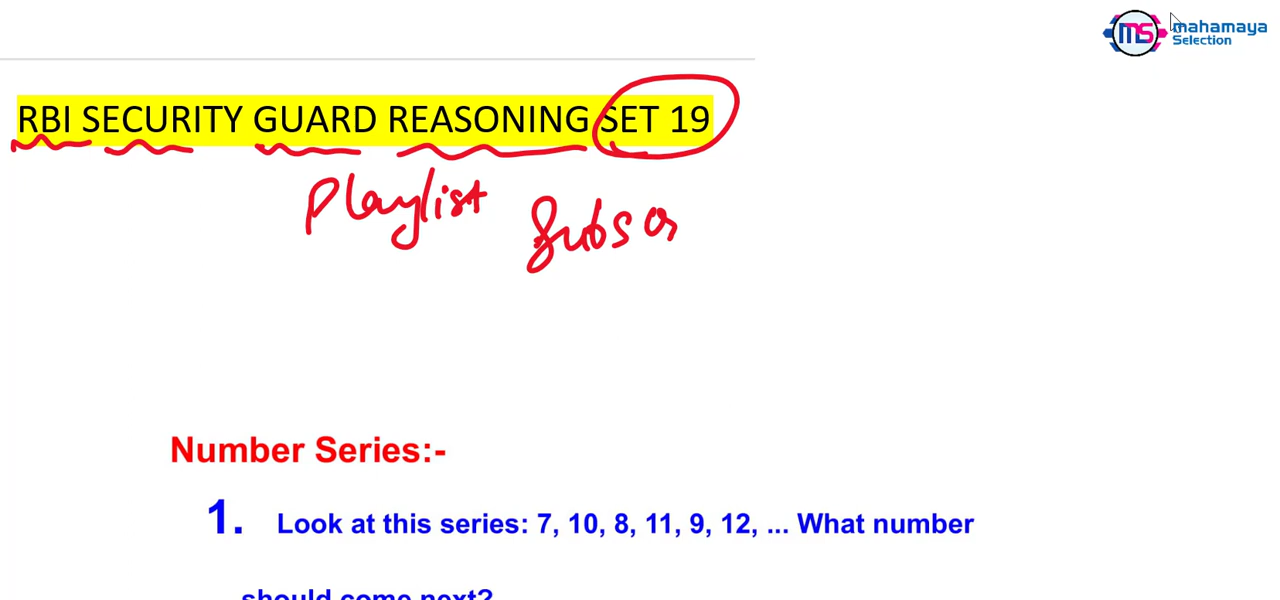 mahamaya
Selection
RBI SECURITY GUARD REASONING SET 19
Playlist
Number Series:-
1. Look at this series: 7, 10, 8, 11, 9, 12, ... What number
should come next?